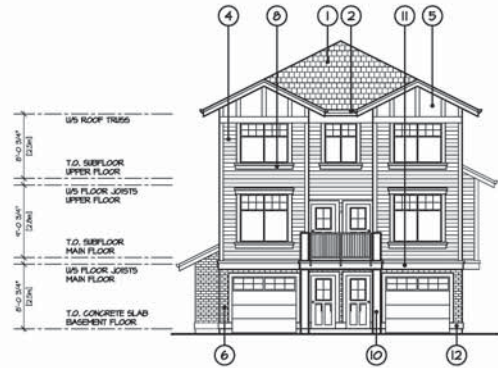 1
2
11
4
8
5
U/S ROOF TRUSS
8'-0 3/4"
[2.5m]
T.O. SUBFLOOR
UPPER FLOOR
U/S FLOOR JOISTS
UPPER FLOOR
9'-0 3/4"
[2.8m]
T.O. SUBFLOOR
MAIN FLOOR
U/S FLOOR JOISTS
MAIN FLOOR
8'-0 3/4"
[2.5m]
T.O. CONCRETE SLAB
BASEMENT FLOOR
6
10
12